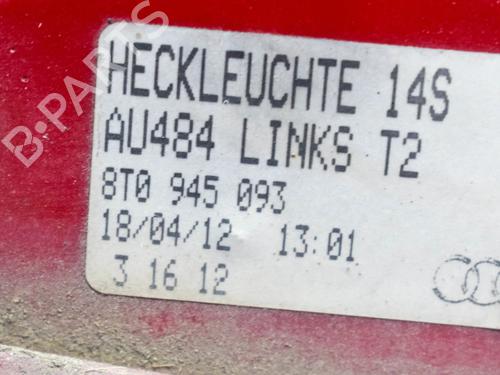 HECKLEUCHTE 14S
AU484 LINKS T2
8T0 945 093
18/04/12 13:01
3 16 12
B-PARTS